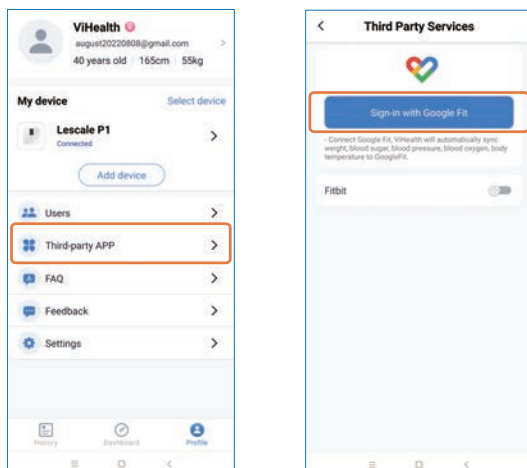 ViHealth
august20220808@gmail.com
40 years old 165cm 55kg
My device Select device
Lescale P1
Connected
Add device
Users
Third-party APP
FAQ
Feedback
Settings
History Dashboard Profile
Third Party Services
Sign-in with Google Fit
- Connect Google Fit, ViHealth will automatically sync
weight, blood sugar, blood pressure, blood oxygen, body
temperature to GoogleFit.
Fitbit